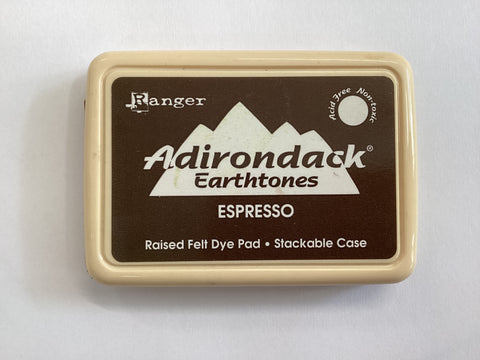 Ranger
Acid Free Non-toxic
Adirondack®
Earthtones
ESPRESSO
Raised Felt Dye Pad • Stackable Case